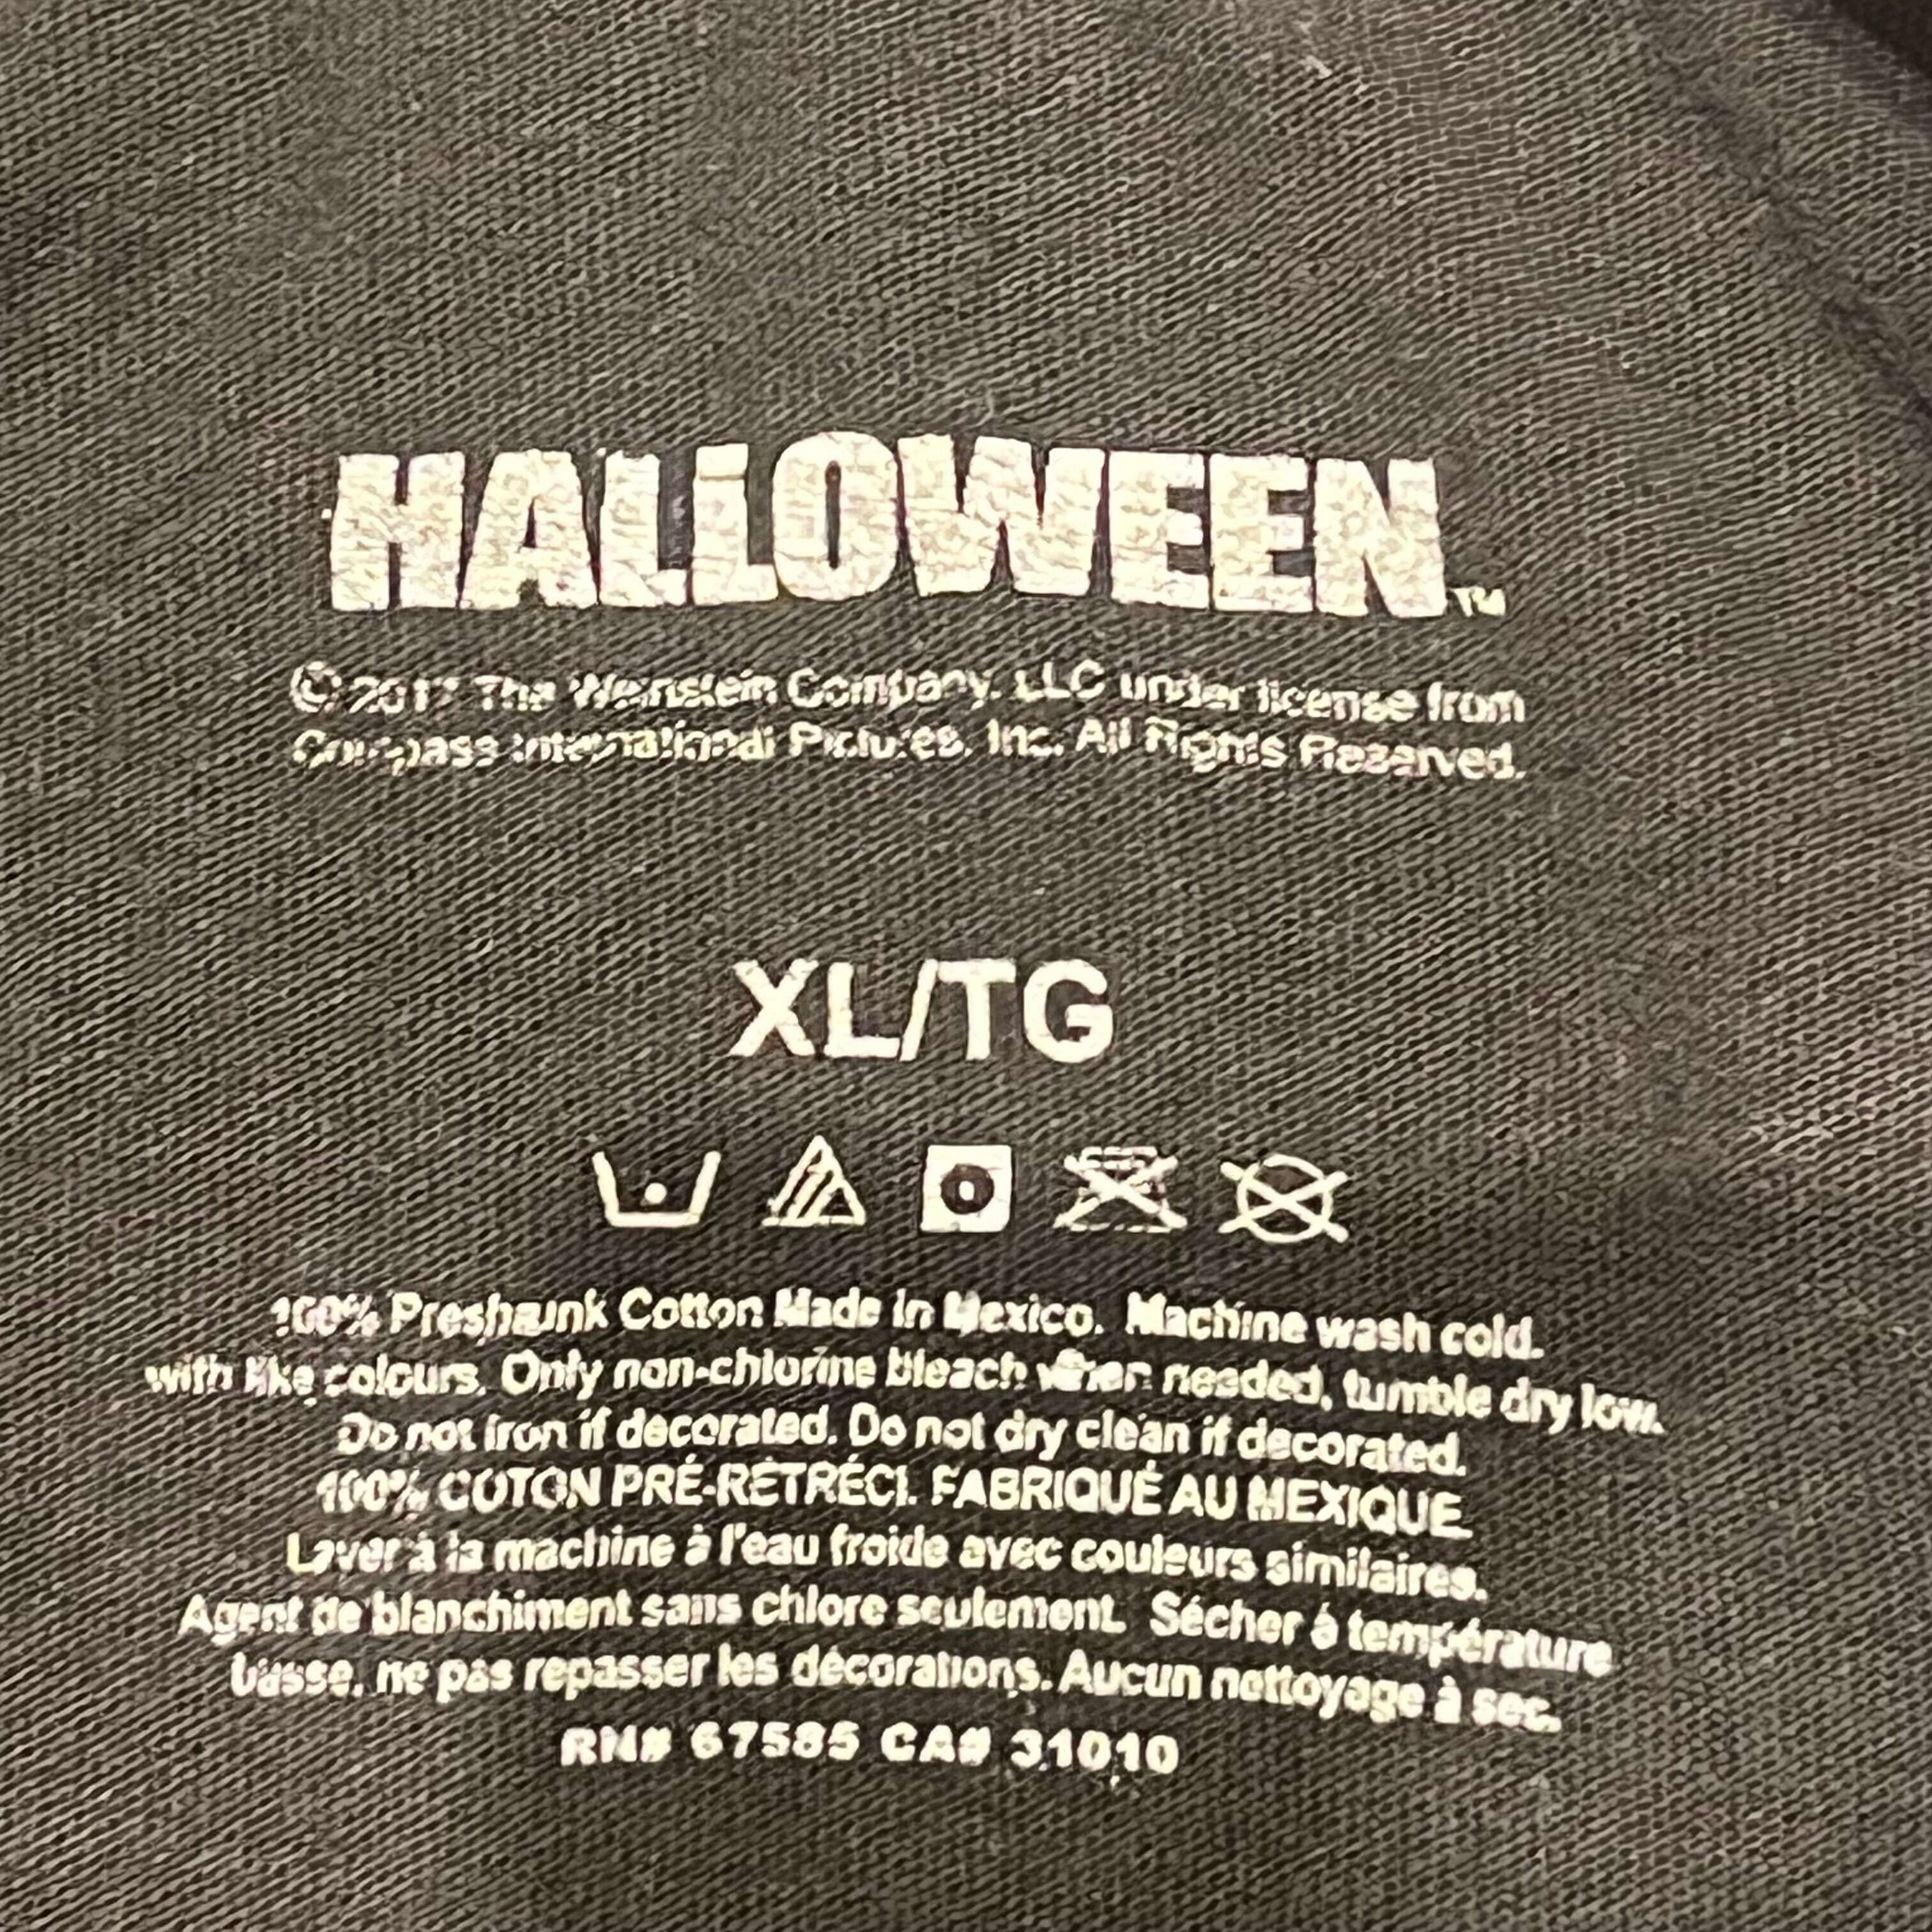 HALLOWEEN™
© 2017 The Weinstein Company, LLC under license from
Compass International Pictures, Inc. All Rights Reserved.
XL/TG
100% Preshrunk Cotton Made in Mexico. Machine wash cold.
with like colours. Only non-chlorine bleach when needed, tumble dry low.
Do not iron if decorated. Do not dry clean if decorated.
100% COTON PRÉ-RÉTRÉCI. FABRIQUÉ AU MEXIQUE.
Laver à la machine à l'eau froide avec couleurs similaires.
Agent de blanchiment sans chlore seulement. Sécher à température
basse, ne pas repasser les décorations. Aucun nettoyage à sec.
RN# 67585 CA# 31010